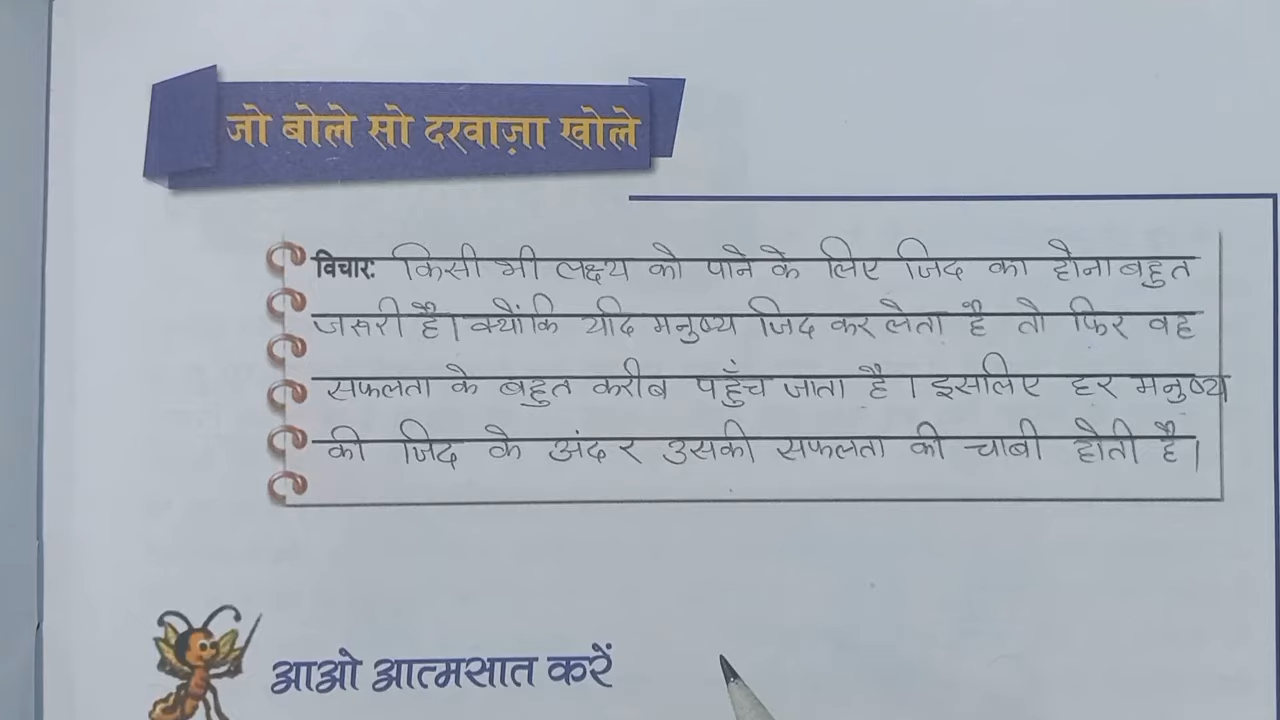 जो बोले सो दरवाज़ा खोले
विचारः किसी भी लक्ष्य को पाने के लिए जिद का होना बहुत
जरुरी है। क्योंकि यदि मनुष्य जिद कर लेता है तो फिर वह
सफलता के बहुत करीब पहुँच जाता है। इसलिए हर मनुष्य
की जिद के अंदर उसकी सफलता की चाबी होती है।
आओ आत्मसात करें